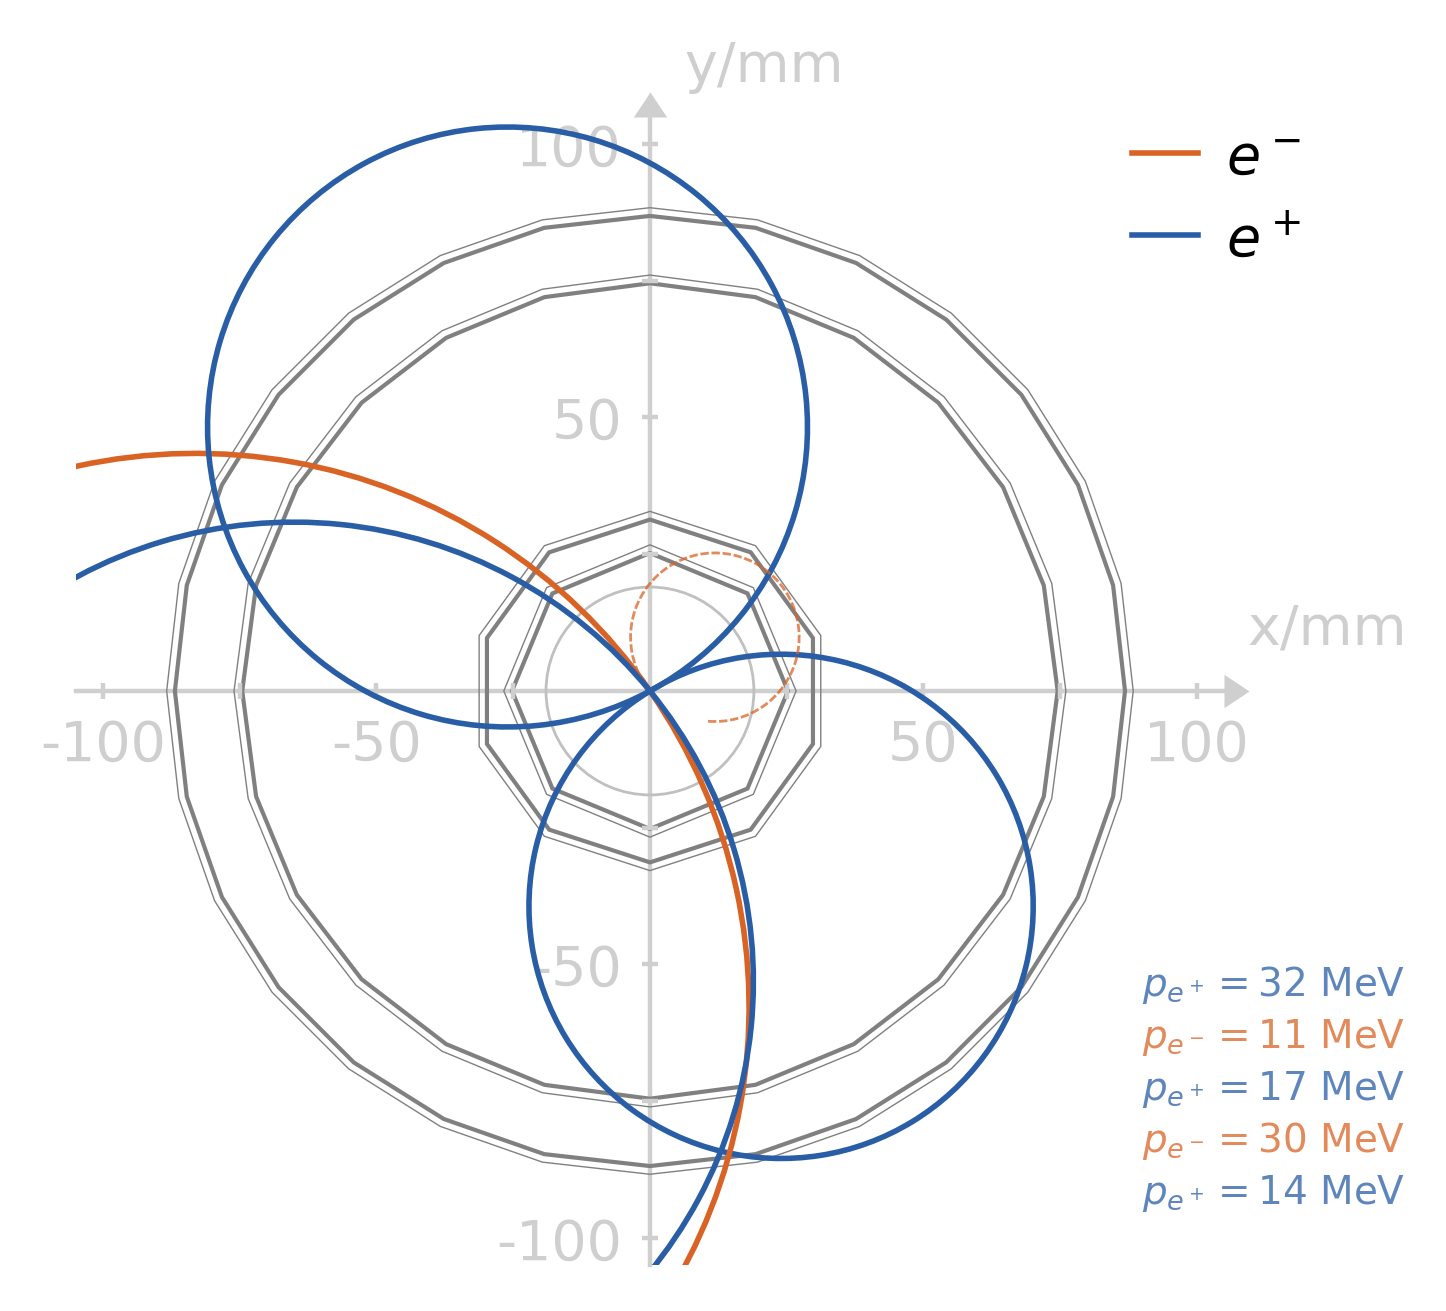 y/mm
100
e⁻
e⁺
50
x/mm
-100
-50
50
100
-50
p_{e⁺} = 32 MeV
p_{e⁻} = 11 MeV
p_{e⁺} = 17 MeV
p_{e⁻} = 30 MeV
p_{e⁺} = 14 MeV
-100